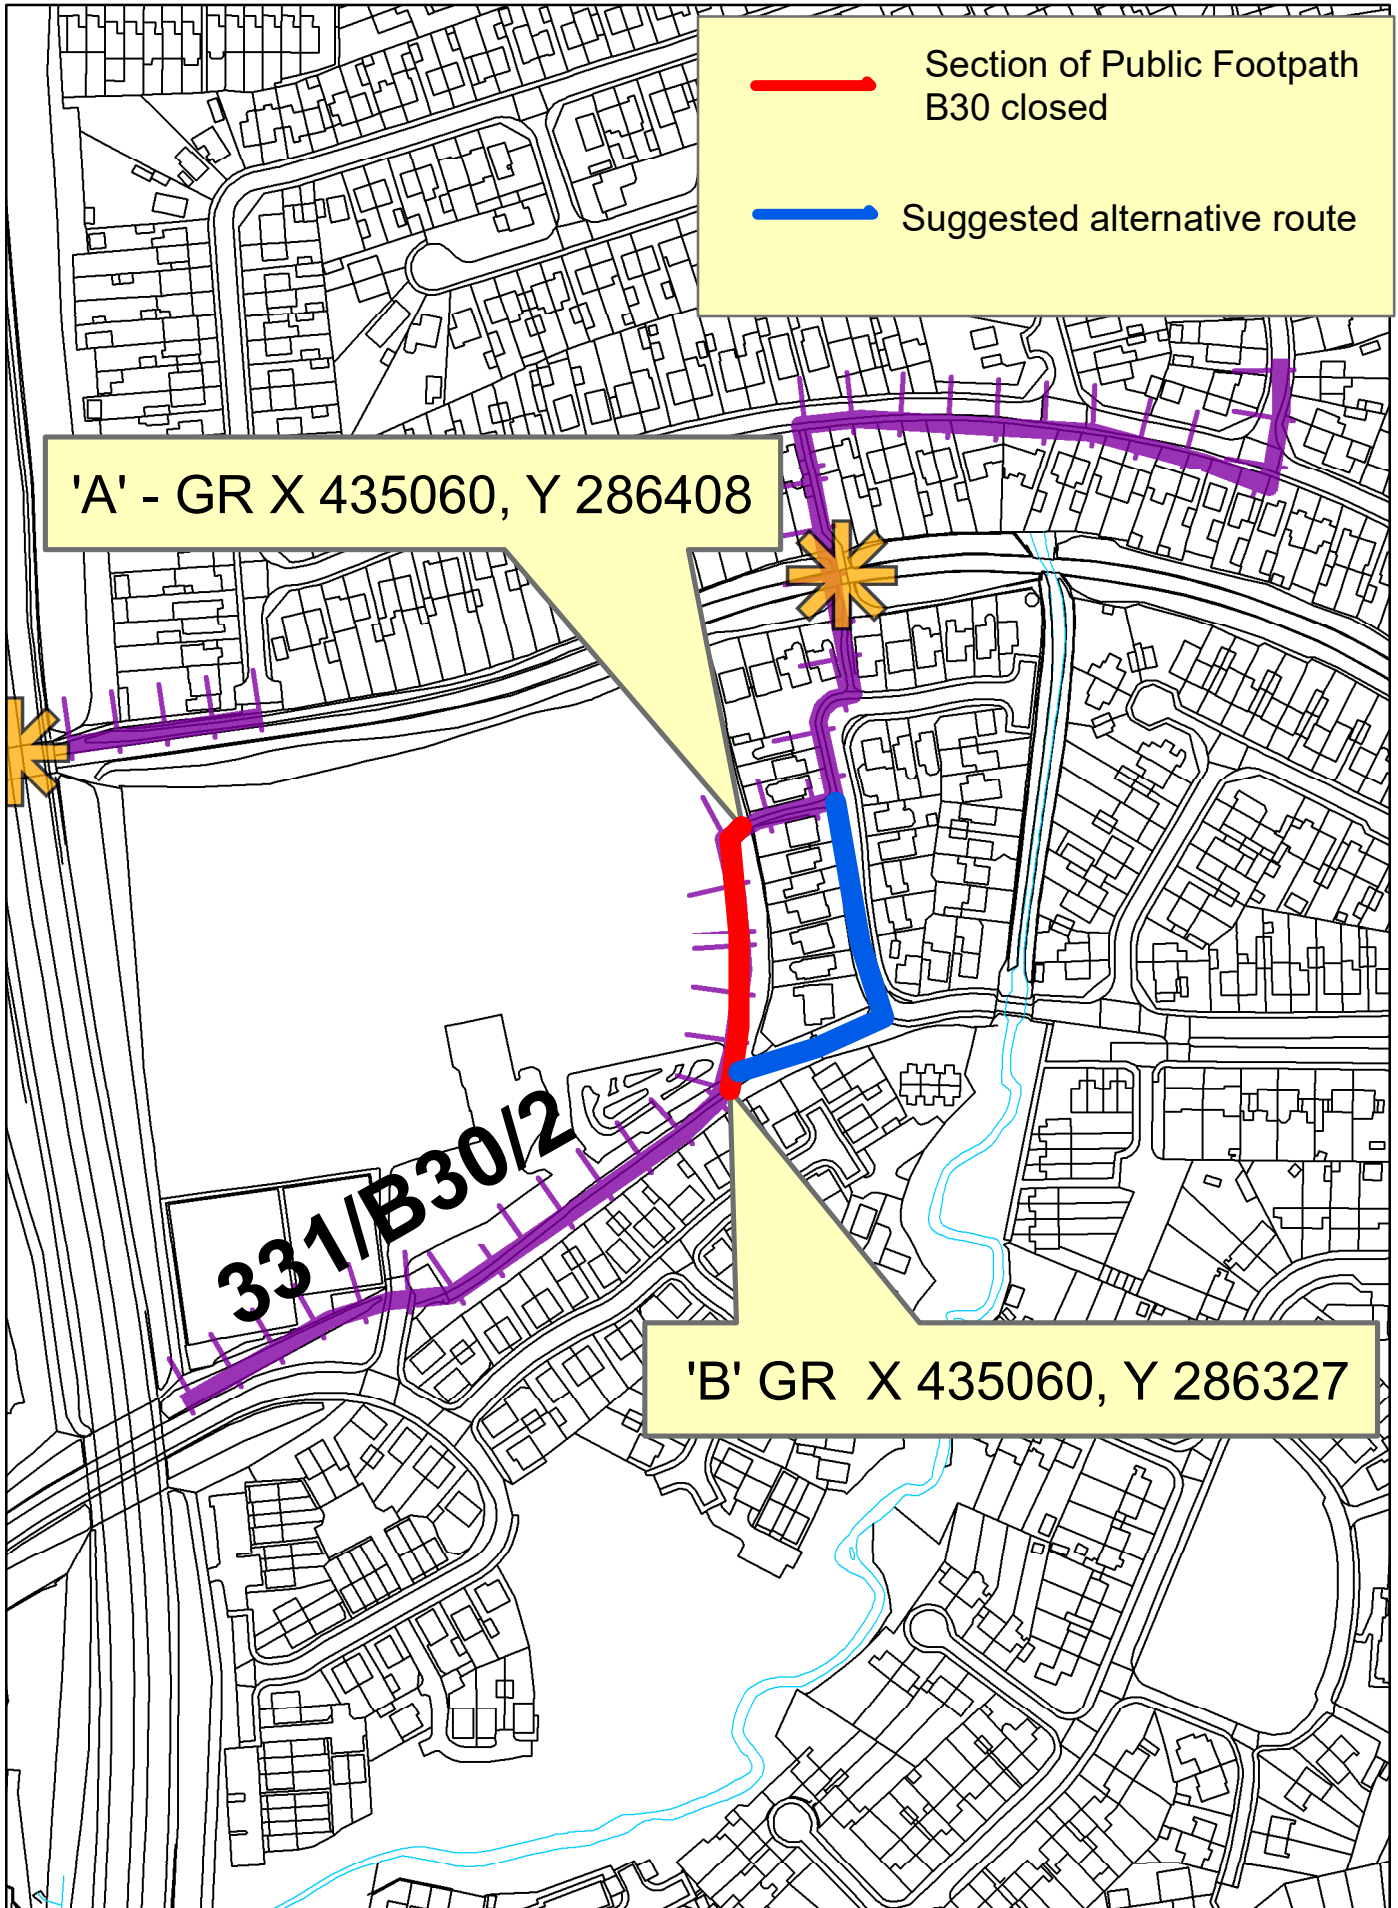 Section of Public Footpath
B30 closed
Suggested alternative route
'A' - GR X 435060, Y 286408
331/B30/2
'B' GR  X 435060, Y 286327